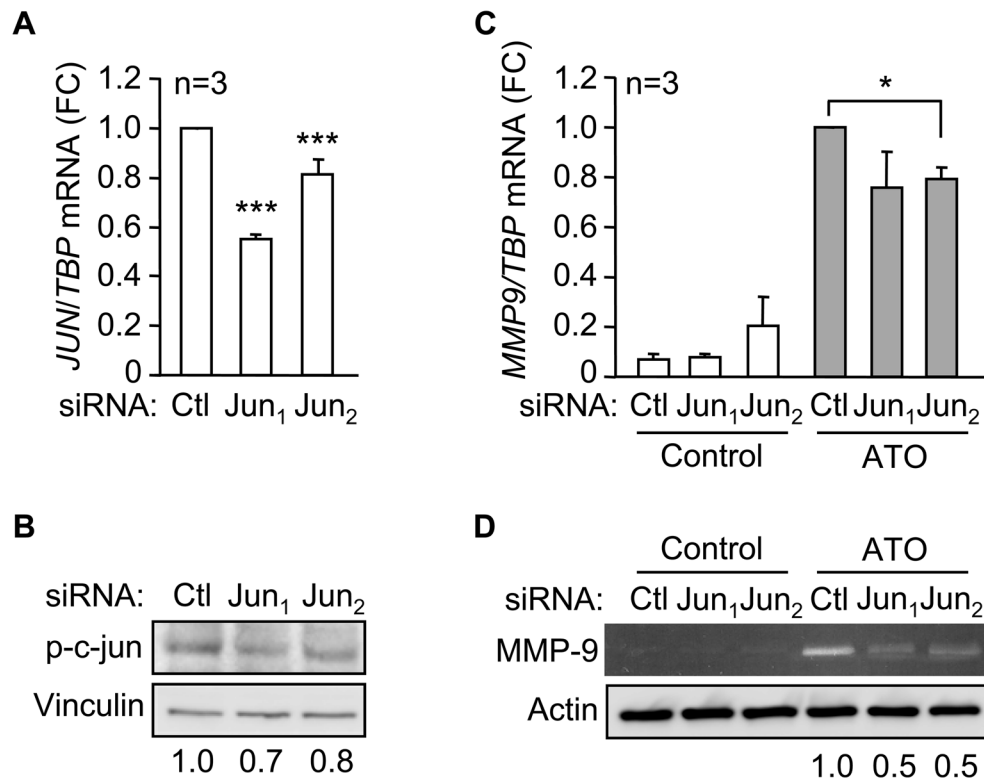 A
JUN/TBP mRNA (FC)
1.2
1.0
0.8
0.6
0.4
0.2
0
n=3
***
***
siRNA: Ctl Jun1 Jun2
C
MMP9/TBP mRNA (FC)
1.2
1.0
0.8
0.6
0.4
0.2
0
n=3
*
siRNA: Ctl Jun1 Jun2 Ctl Jun1 Jun2
Control ATO
B
siRNA: Ctl Jun1 Jun2
p-c-jun
Vinculin
1.0 0.7 0.8
D
Control ATO
siRNA: Ctl Jun1 Jun2 Ctl Jun1 Jun2
MMP-9
Actin
1.0 0.5 0.5